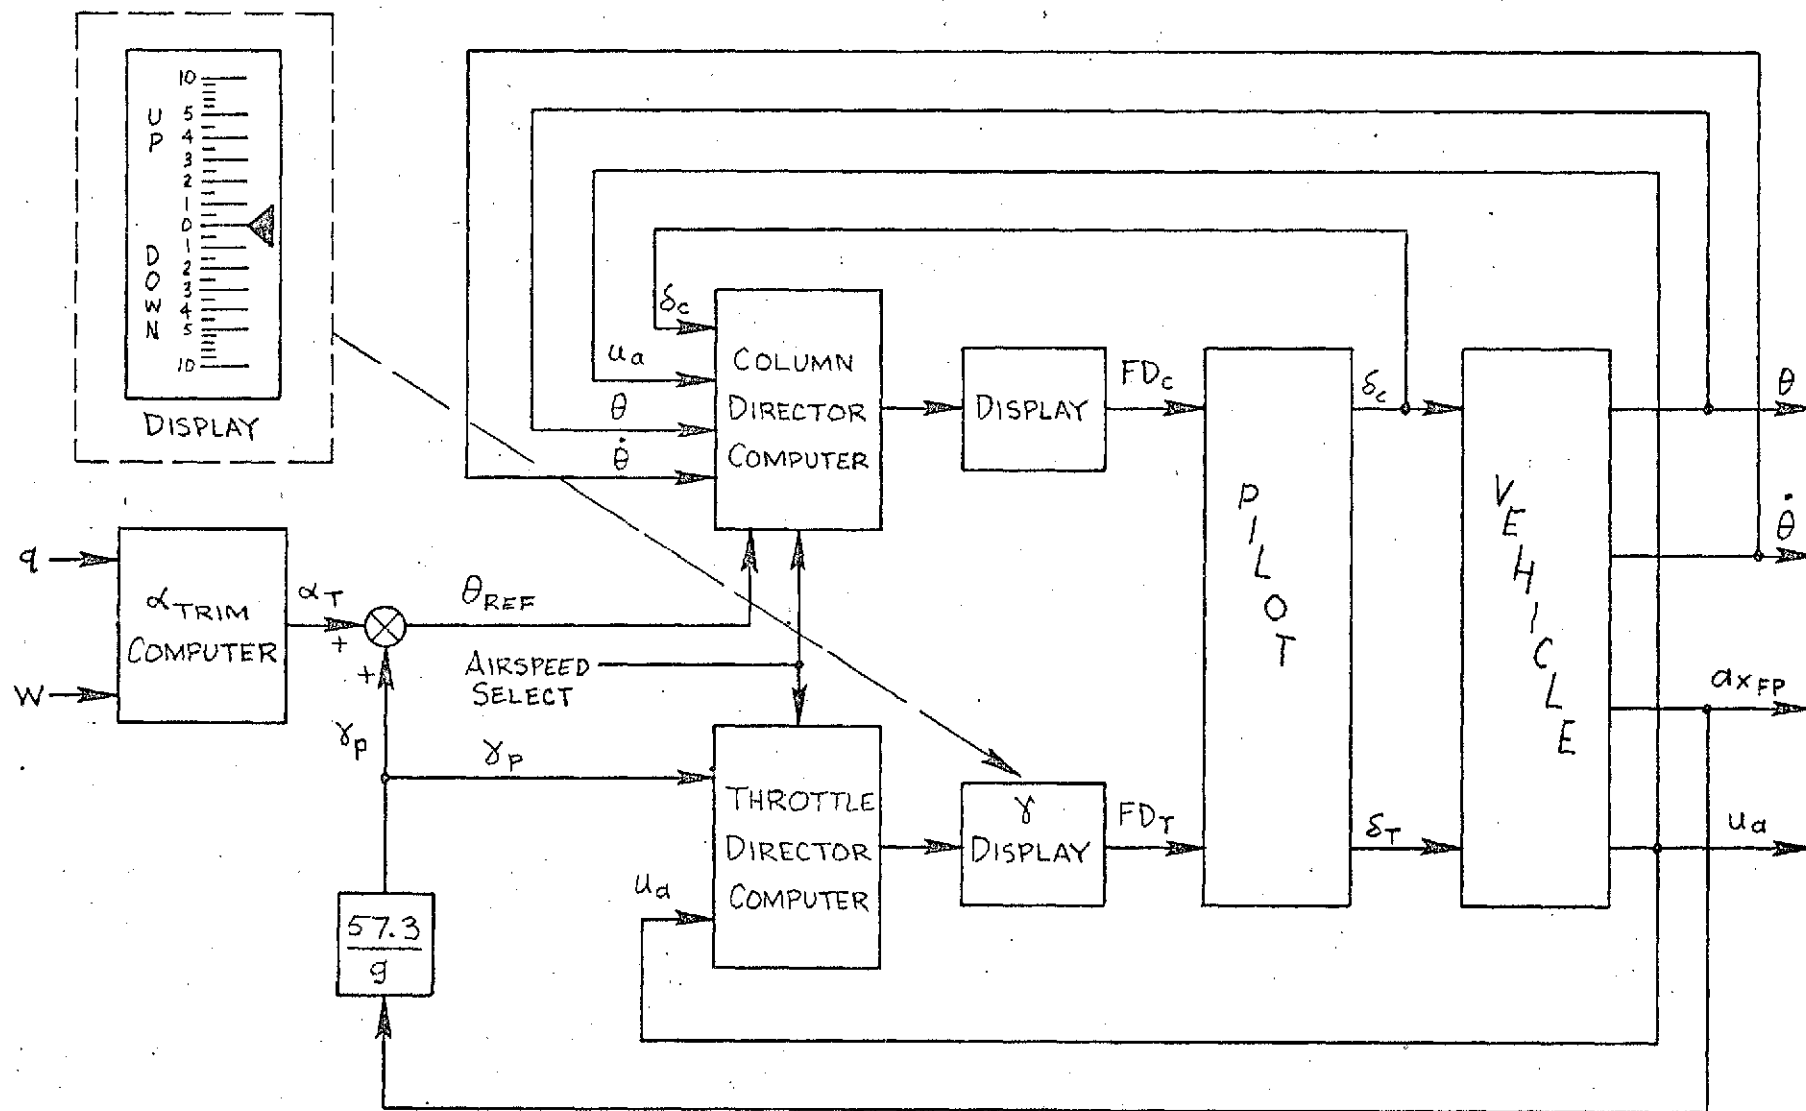 10
5
4
3
2
1
0
1
2
3
4
5
10
UP
DOWN
DISPLAY
δc
ua
θ
θ̇
COLUMN
DIRECTOR
COMPUTER
DISPLAY
FDc
PILOT
δc
VEHICLE
θ
θ̇
q
W
αTRIM
COMPUTER
αT
+
+
θREF
AIRSPEED
SELECT
γp
γp
THROTTLE
DIRECTOR
COMPUTER
ua
γ
DISPLAY
FDT
δT
axFP
ua
57.3
g